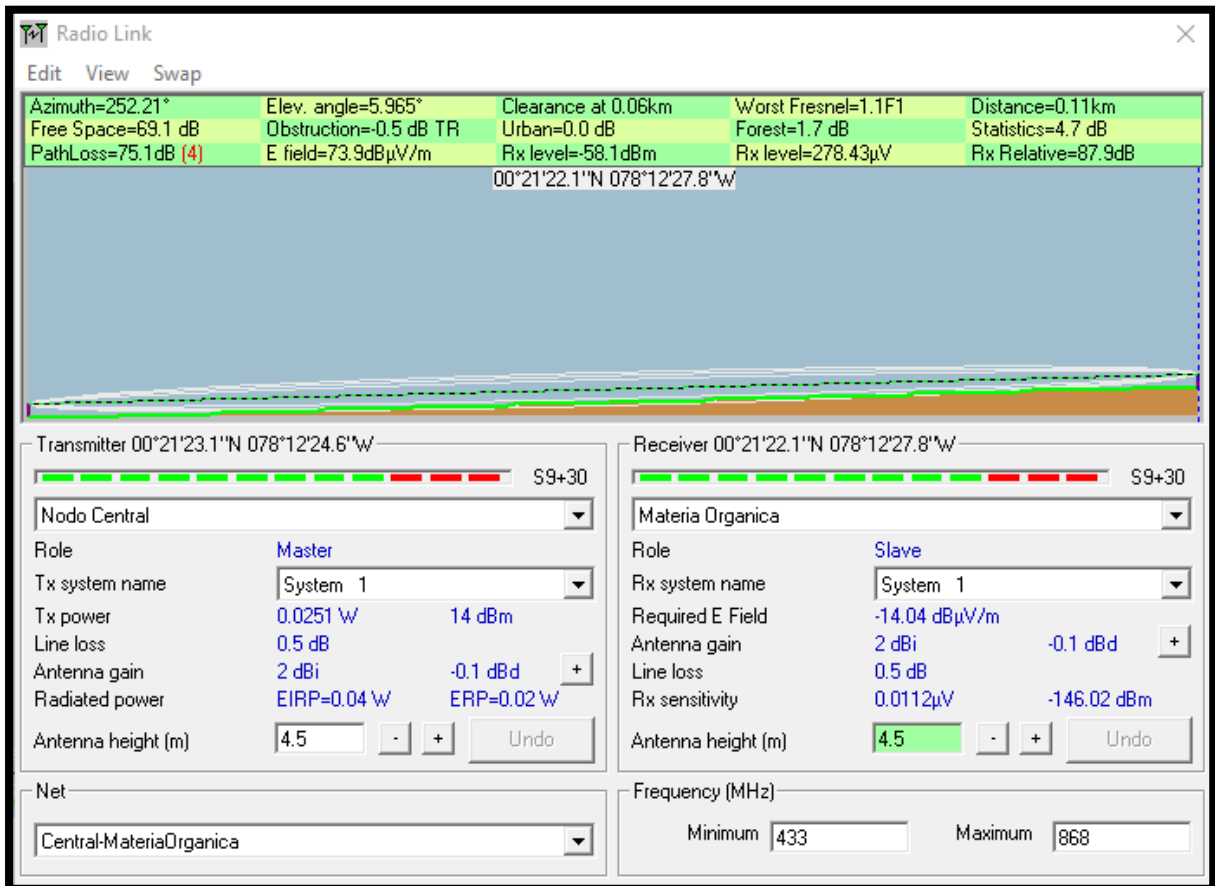 Radio Link
Edit View Swap
Azimuth=252.21° Elev. angle=5.965° Clearance at 0.06km Worst Fresnel=1.1F1 Distance=0.11km
Free Space=69.1 dB Obstruction=-0.5 dB TR Urban=0.0 dB Forest=1.7 dB Statistics=4.7 dB
PathLoss=75.1dB (4) E field=73.9dBµV/m Rx level=-58.1dBm Rx level=278.43µV Rx Relative=87.9dB
00°21'22.1"N 078°12'27.8"W
Transmitter 00°21'23.1"N 078°12'24.6"W
S9+30
Nodo Central
Role Master
Tx system name System 1
Tx power 0.0251 W 14 dBm
Line loss 0.5 dB
Antenna gain 2 dBi -0.1 dBd +
Radiated power EIRP=0.04 W ERP=0.02 W
Antenna height (m) 4.5 - + Undo
Net
Central-MateriaOrganica
Receiver 00°21'22.1"N 078°12'27.8"W
S9+30
Materia Organica
Role Slave
Rx system name System 1
Required E Field -14.04 dBµV/m
Antenna gain 2 dBi -0.1 dBd +
Line loss 0.5 dB
Rx sensitivity 0.0112µV -146.02 dBm
Antenna height (m) 4.5 - + Undo
Frequency (MHz)
Minimum 433 Maximum 868